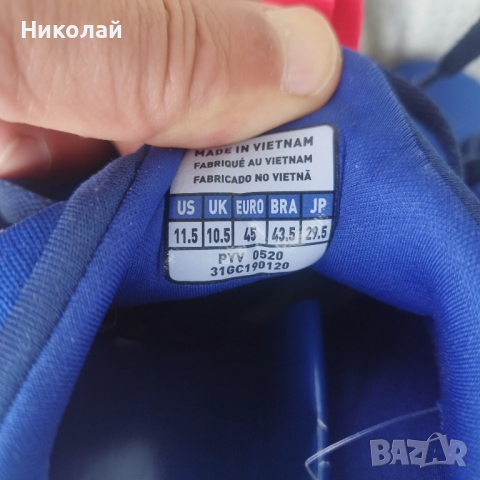 Николай
MADE IN VIETNAM
FABRIQUÉ AU VIETNAM
FABRICADO NO VIETNÃ
US UK EURO BRA JP
11.5 10.5 45 43.5 29.5
PYV 0520
31GC190120
BAZAR